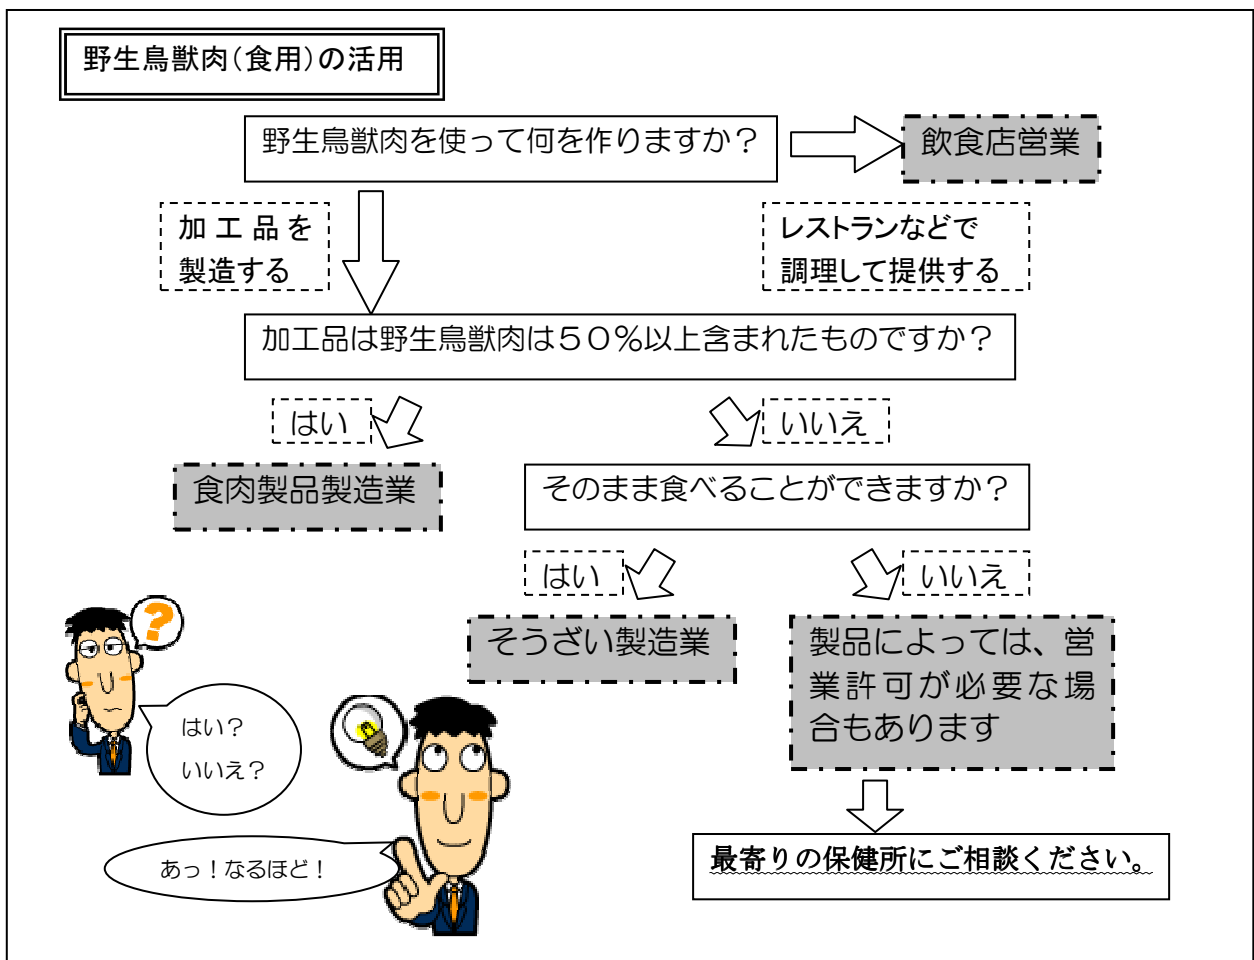 野生鳥獣肉（食用）の活用
野生鳥獣肉を使って何を作りますか？
飲食店営業
加工品を
製造する
レストランなどで
調理して提供する
加工品は野生鳥獣肉は５０％以上含まれたものですか？
はい
いいえ
食肉製品製造業
そのまま食べることができますか？
はい
いいえ
そうざい製造業
製品によっては、営
業許可が必要な場
合もあります
？
はい？
いいえ？
あっ！なるほど！
最寄りの保健所にご相談ください。